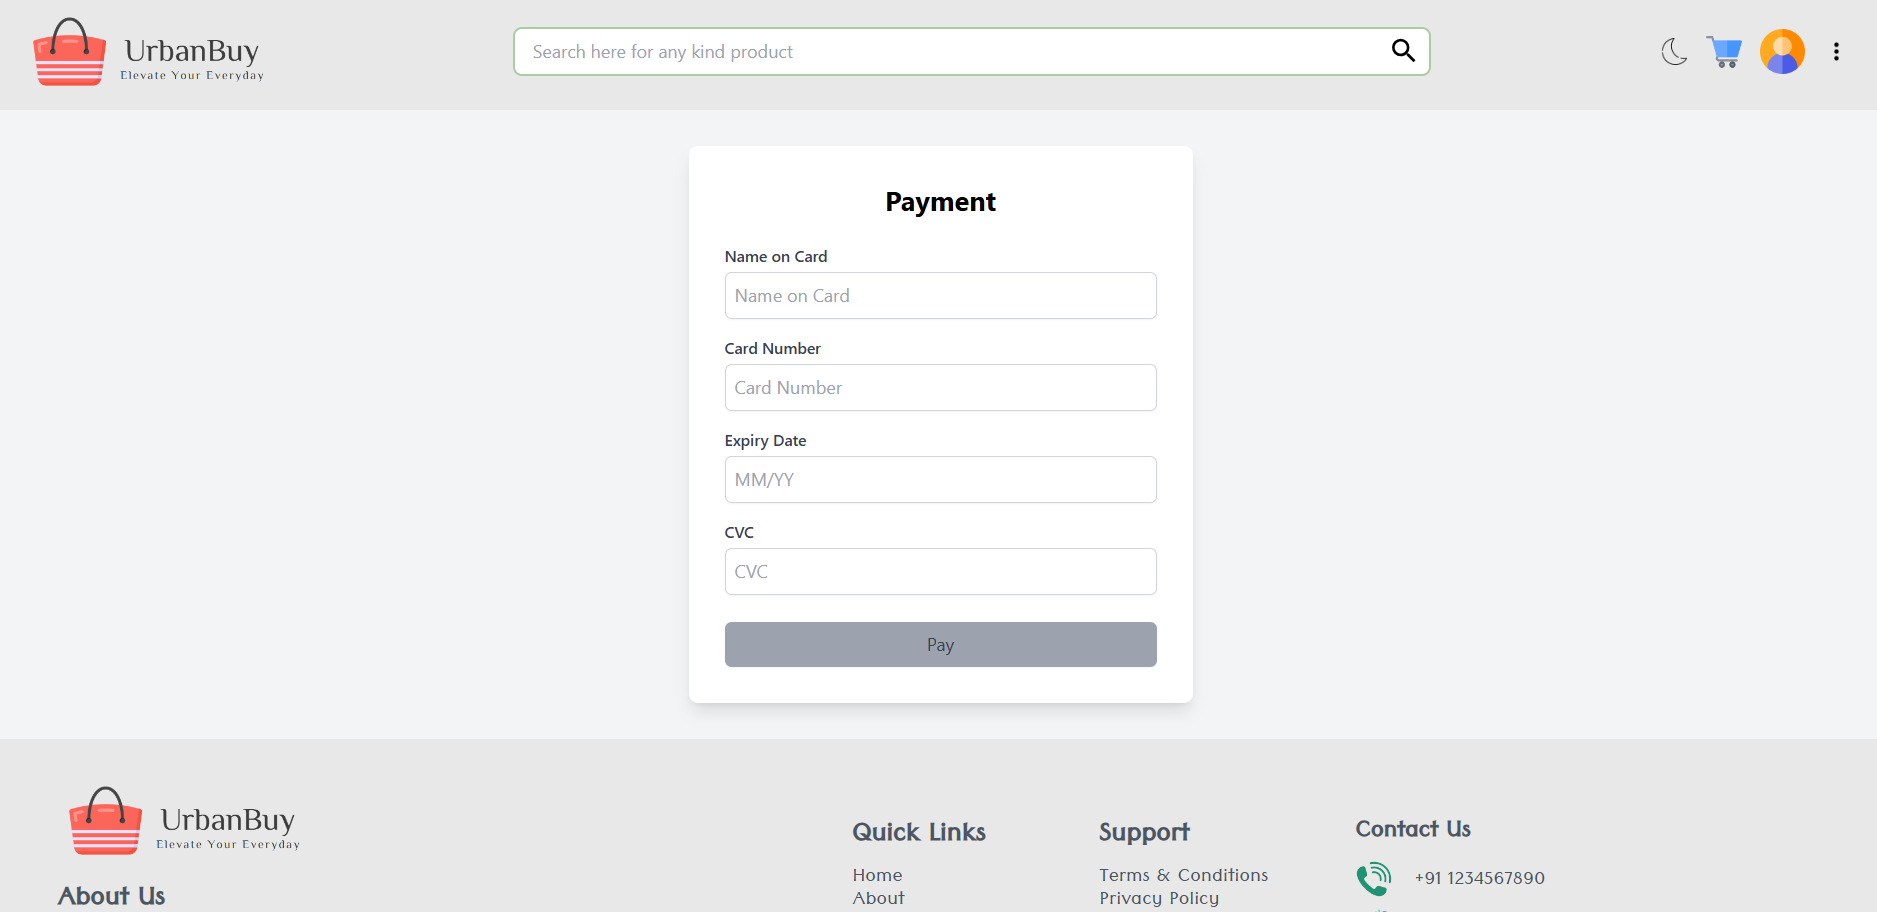 UrbanBuy
Elevate Your Everyday
Search here for any kind product
Payment
Name on Card
Name on Card
Card Number
Card Number
Expiry Date
MM/YY
CVC
CVC
Pay
UrbanBuy
Elevate Your Everyday
About Us
Quick Links
Home
About
Support
Terms & Conditions
Privacy Policy
Contact Us
+91 1234567890